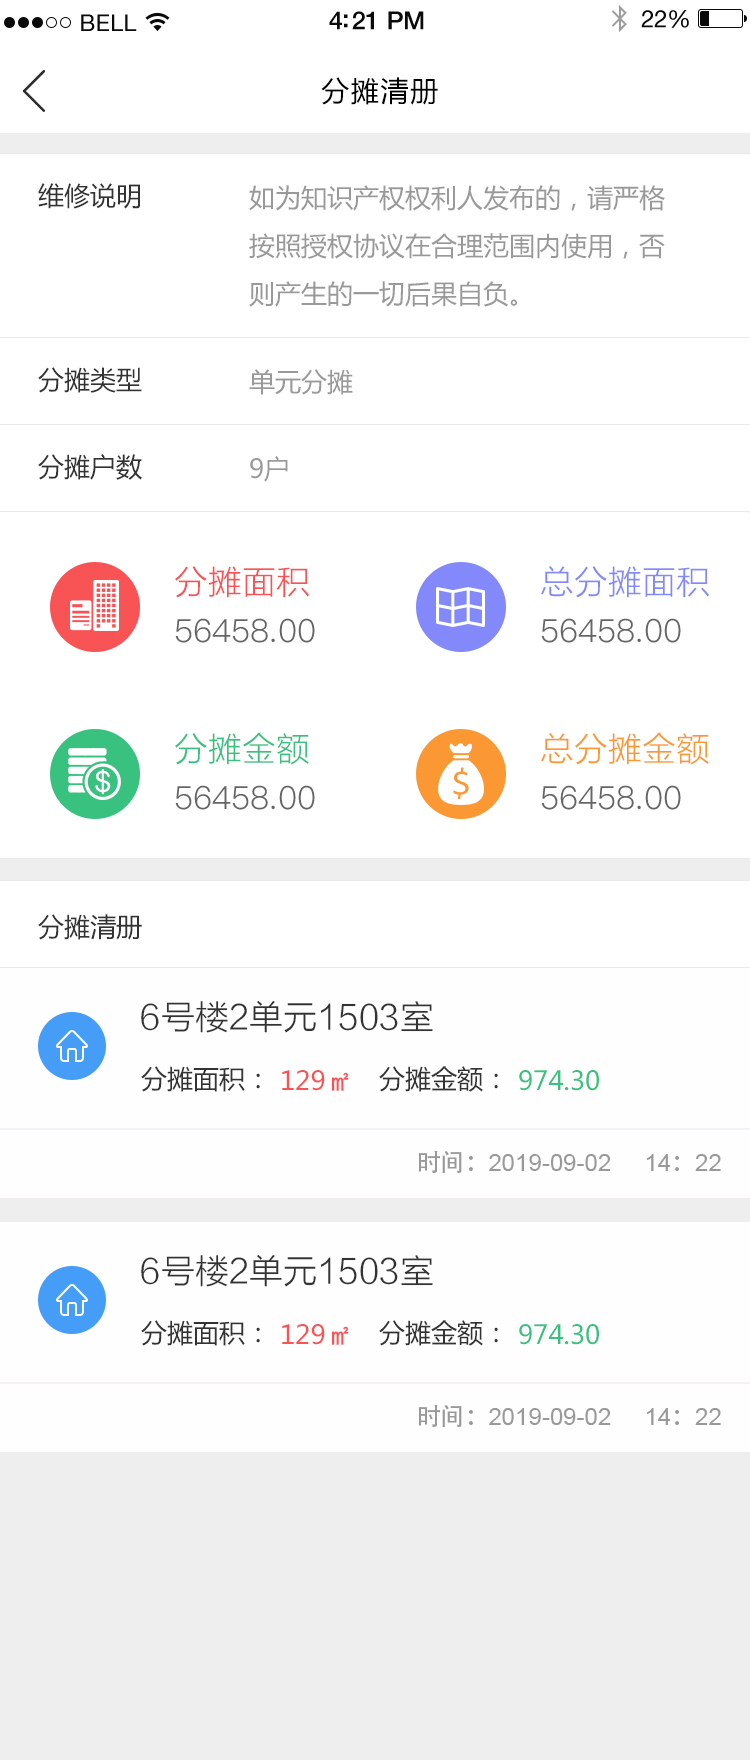 BELL 4:21 PM 22%
分摊清册
维修说明 如为知识产权权利人发布的，请严格
按照授权协议在合理范围内使用，否
则产生的一切后果自负。
分摊类型 单元分摊
分摊户数 9户
分摊面积 总分摊面积
56458.00 56458.00
分摊金额 总分摊金额
56458.00 56458.00
分摊清册
6号楼2单元1503室
分摊面积： 129㎡ 分摊金额： 974.30
时间：2019-09-02 14：22
6号楼2单元1503室
分摊面积： 129㎡ 分摊金额： 974.30
时间：2019-09-02 14：22